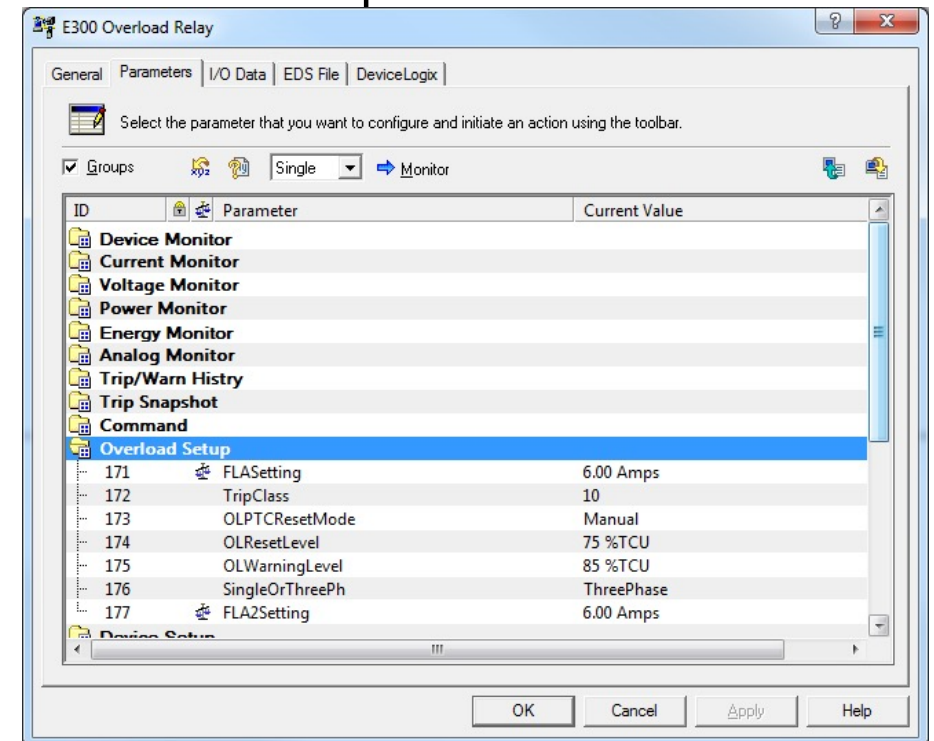 E300 Overload Relay
General Parameters I/O Data EDS File DeviceLogix
Select the parameter that you want to configure and initiate an action using the toolbar.
Groups Single Monitor
ID Parameter Current Value
Device Monitor
Current Monitor
Voltage Monitor
Power Monitor
Energy Monitor
Analog Monitor
Trip/Warn Histry
Trip Snapshot
Command
Overload Setup
171 FLASetting 6.00 Amps
172 TripClass 10
173 OLPTCResetMode Manual
174 OLResetLevel 75 %TCU
175 OLWarningLevel 85 %TCU
176 SingleOrThreePh ThreePhase
177 FLA2Setting 6.00 Amps
Device Setup
OK Cancel Apply Help